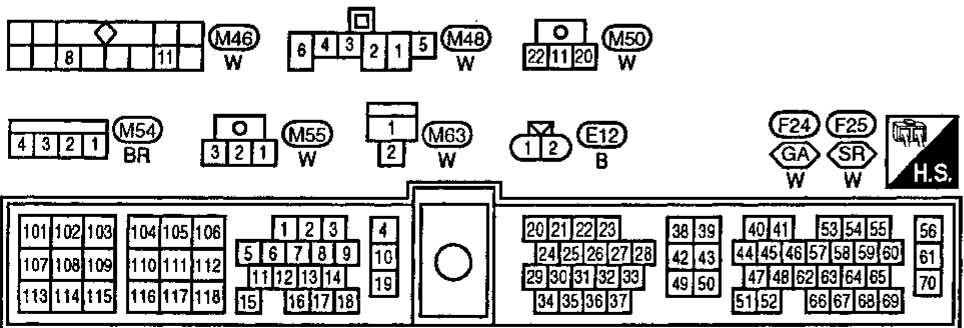 8 11 M46 W
6 4 3 2 1 5 M48 W
22 11 20 M50 W
4 3 2 1 M54 BR
3 2 1 M55 W
1 2 M63 W
1 2 E12 B
F24 F25
GA SR
W W
H.S.
101 102 103 104 105 106 1 2 3 4 20 21 22 23 38 39 40 41 53 54 55 56
5 6 7 8 9 10 24 25 26 27 28 42 43 44 45 46 57 58 59 60 61
107 108 109 110 111 112 11 12 13 14 19 29 30 31 32 33 49 50 47 48 62 63 64 65 70
113 114 115 116 117 118 15 16 17 18 34 35 36 37 51 52 66 67 68 69